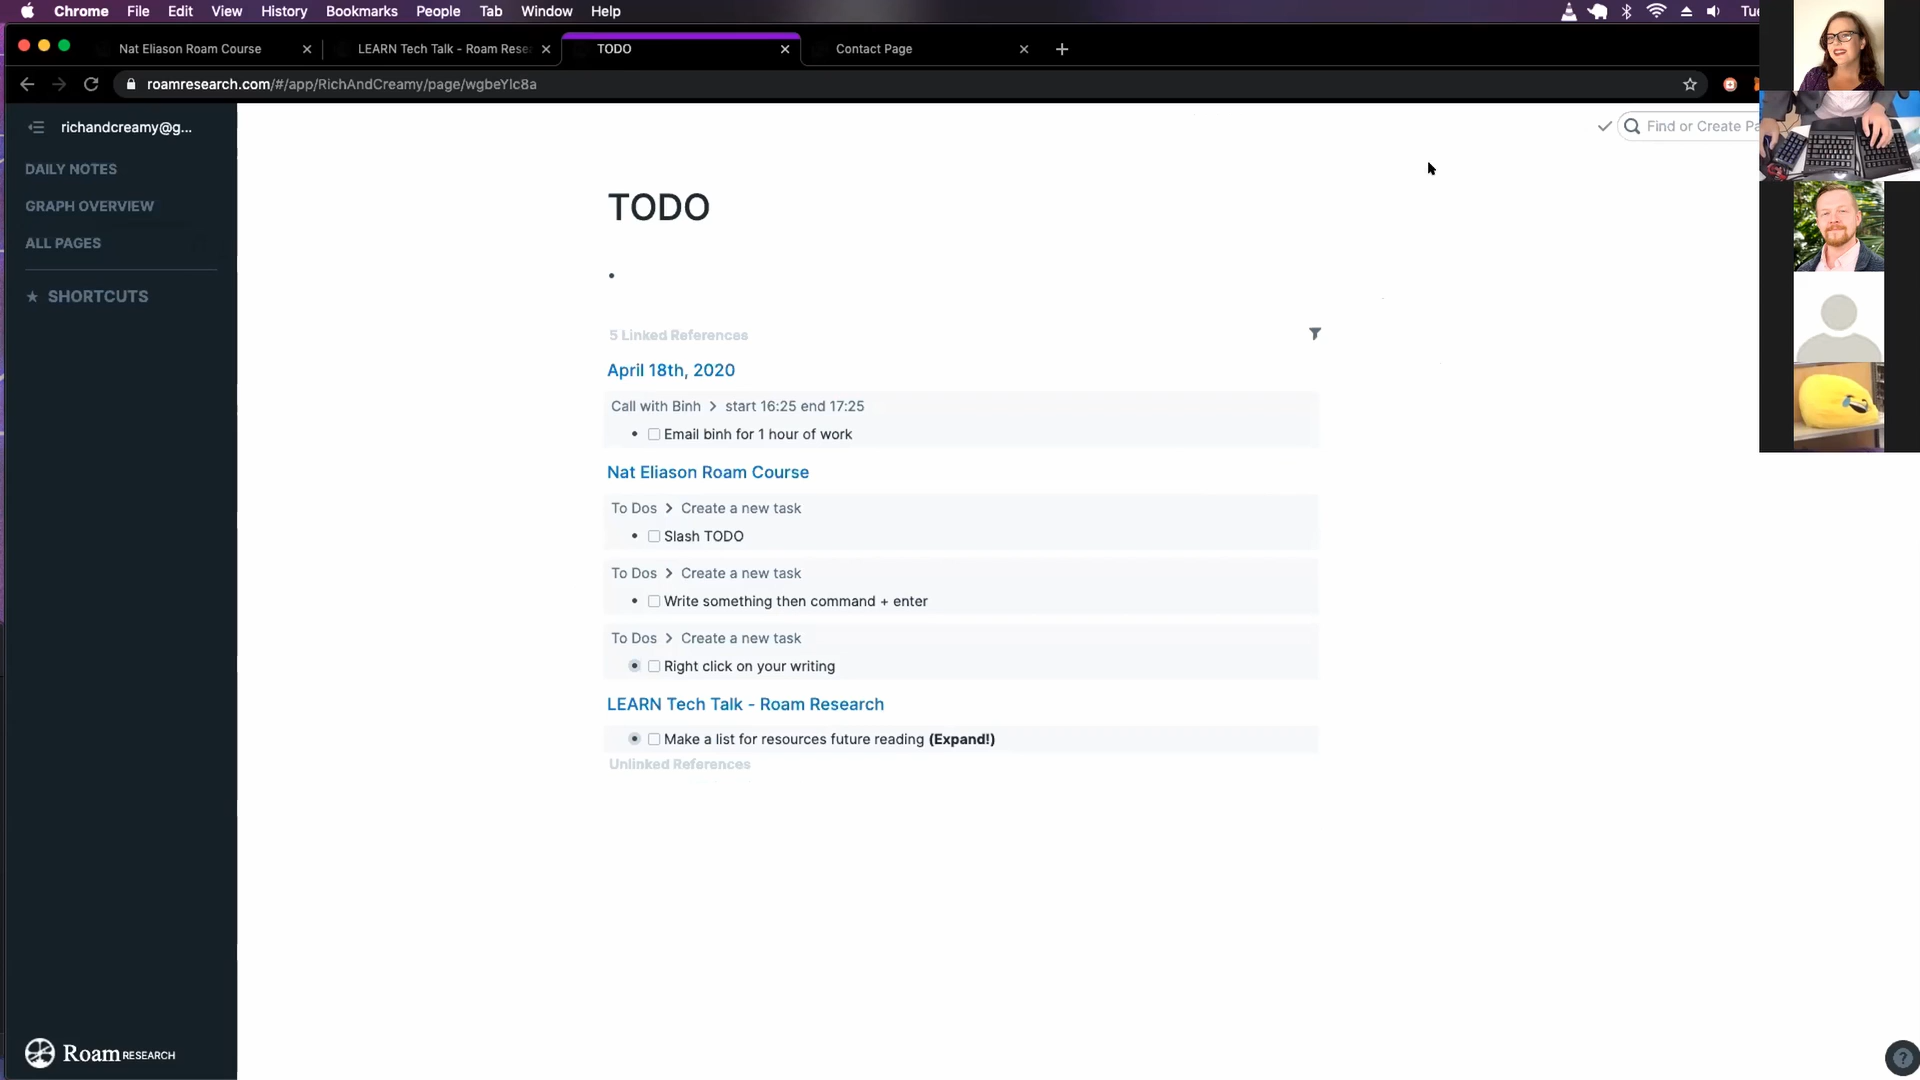 Chrome File Edit View History Bookmarks People Tab Window Help
Nat Eliason Roam Course
LEARN Tech Talk - Roam Rese
TODO
Contact Page
roamresearch.com/#/app/RichAndCreamy/page/wgbeYlc8a
richandcreamy@g...
Find or Create Pa
DAILY NOTES
GRAPH OVERVIEW
ALL PAGES
SHORTCUTS
TODO
5 Linked References
April 18th, 2020
Call with Binh > start 16:25 end 17:25
Email binh for 1 hour of work
Nat Eliason Roam Course
To Dos > Create a new task
Slash TODO
To Dos > Create a new task
Write something then command + enter
To Dos > Create a new task
Right click on your writing
LEARN Tech Talk - Roam Research
Make a list for resources future reading (Expand!)
Unlinked References
Roam RESEARCH